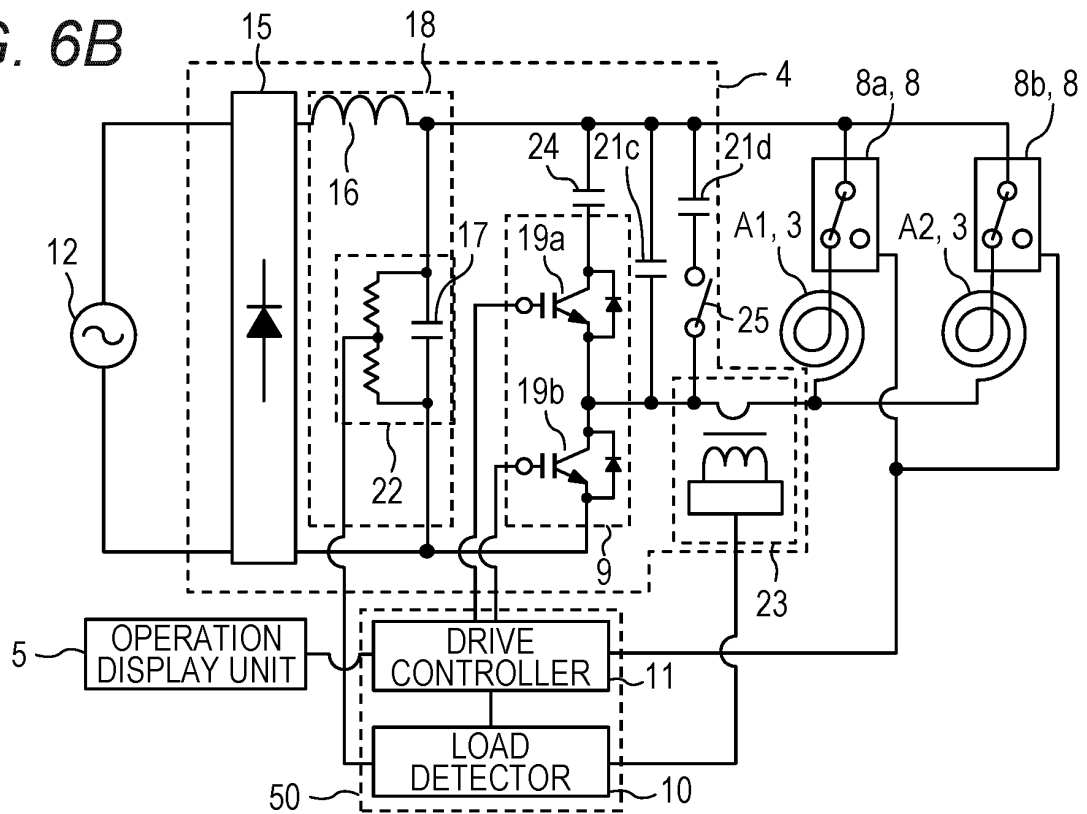 G. 6B
15
18
4
8a, 8
8b, 8
24
21c
21d
16
A1, 3
A2, 3
17
19a
12
25
19b
22
9
23
OPERATION
DISPLAY UNIT
5
DRIVE
CONTROLLER
11
LOAD
DETECTOR
50
10